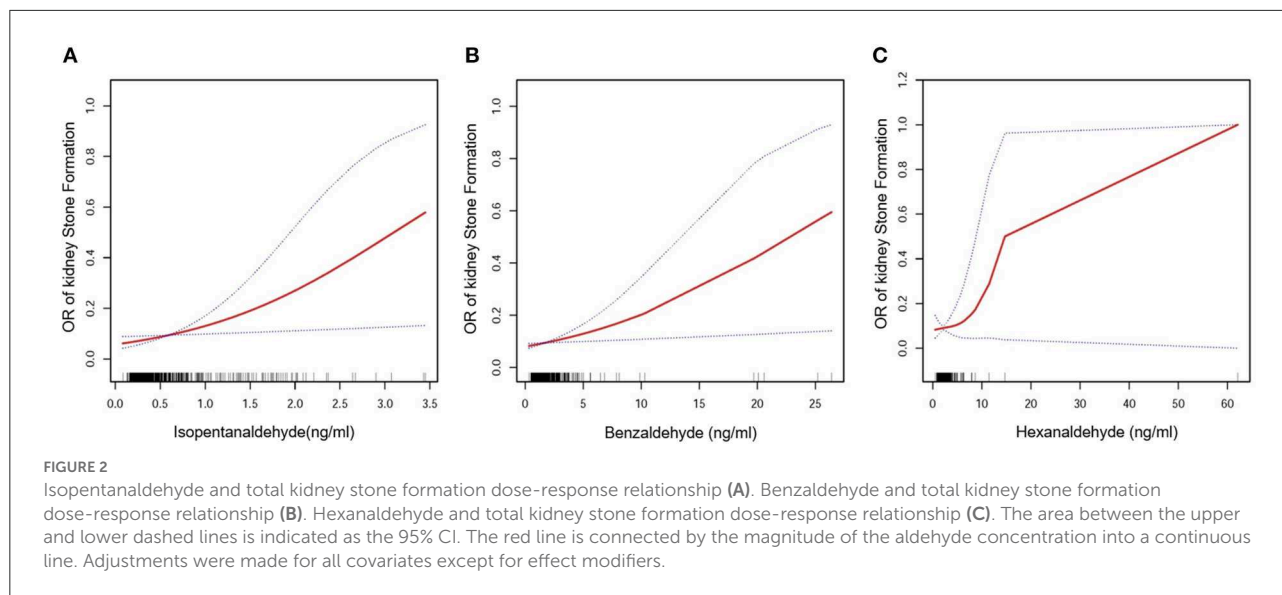 A
B
C
OR of kidney Stone Formation
1.0
0.8
0.6
0.4
0.2
0.0
0.0 0.5 1.0 1.5 2.0 2.5 3.0 3.5
Isopentanaldehyde(ng/ml)
OR of kidney Stone Formation
1.0
0.8
0.6
0.4
0.2
0.0
0 5 10 15 20 25
Benzaldehyde (ng/ml)
OR of kidney Stone Formation
1.2
1.0
0.8
0.6
0.4
0.2
0.0
0 10 20 30 40 50 60
Hexanaldehyde (ng/ml)
FIGURE 2
Isopentanaldehyde and total kidney stone formation dose-response relationship (A). Benzaldehyde and total kidney stone formation
dose-response relationship (B). Hexanaldehyde and total kidney stone formation dose-response relationship (C). The area between the upper
and lower dashed lines is indicated as the 95% CI. The red line is connected by the magnitude of the aldehyde concentration into a continuous
line. Adjustments were made for all covariates except for effect modifiers.